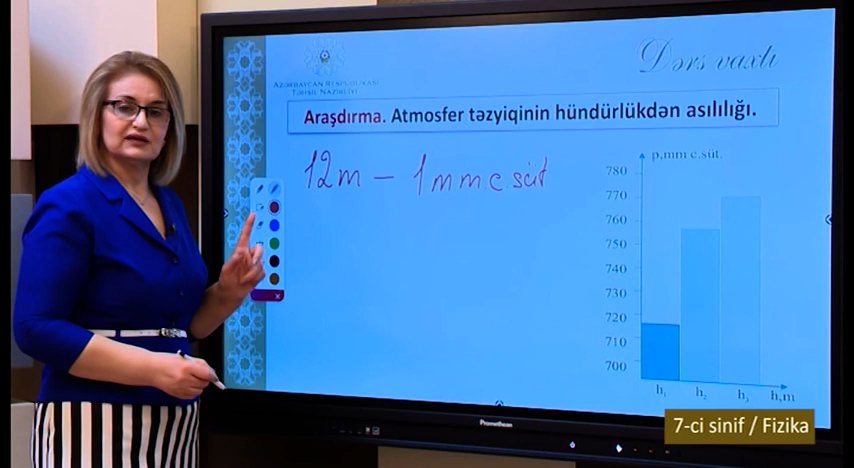 Dərs vaxtı
AZƏRBAYCAN RESPUBLİKASI
TƏHSİL NAZİRLİYİ
Araşdırma. Atmosfer təzyiqinin hündürlükdən asılılığı.
12m – 1mm c süt
p,mm c.süt.
780
770
760
750
740
730
720
710
700
h₁ h₂ h₃ h,m
Promethean
7-ci sinif / Fizika